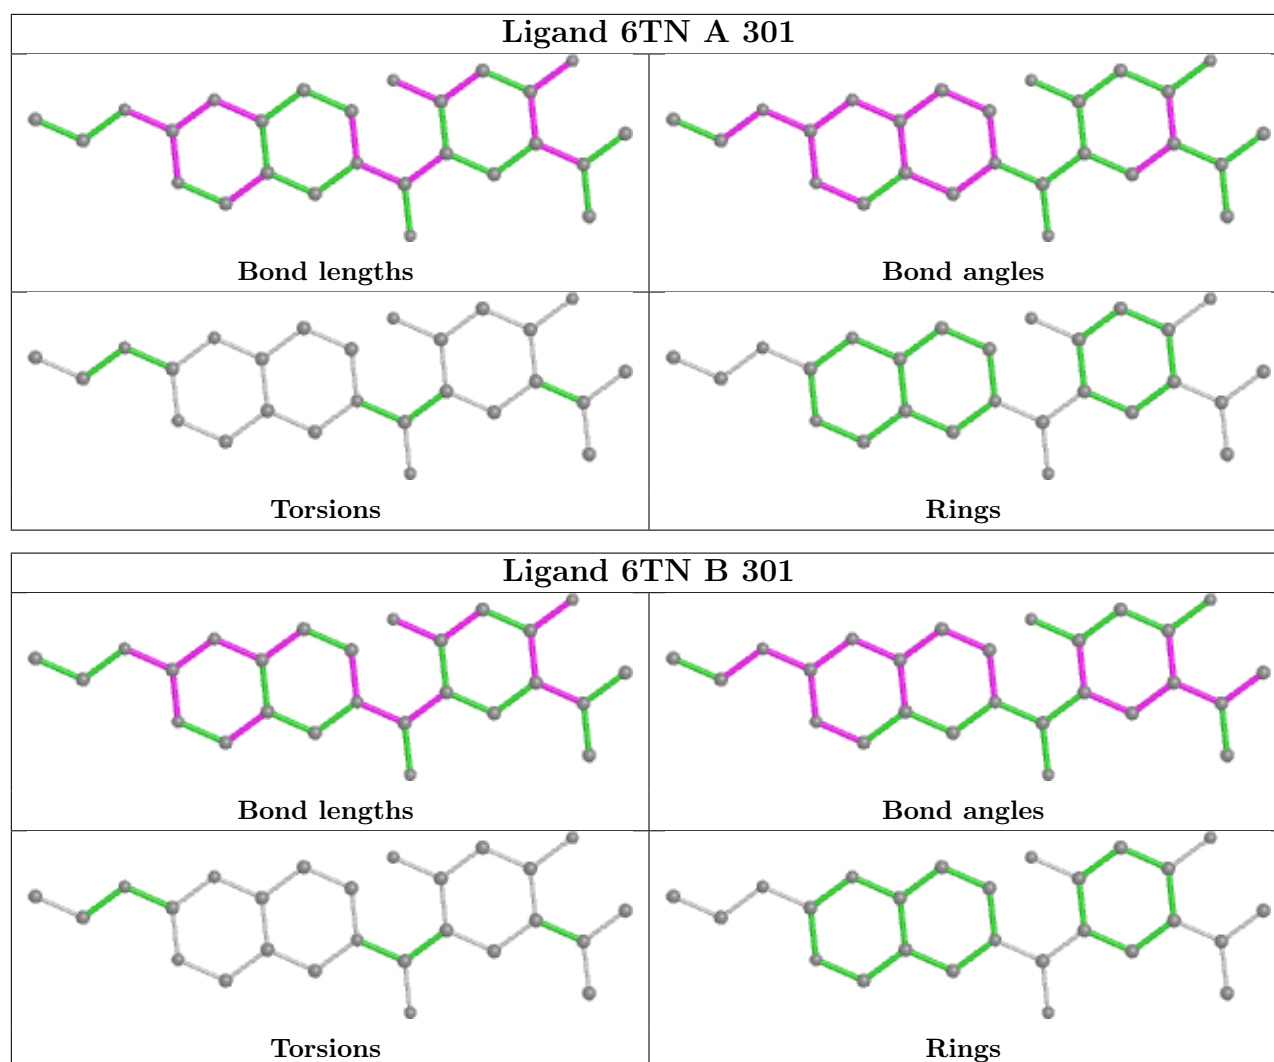 Ligand 6TN A 301
Bond lengths
Bond angles
Torsions
Rings
Ligand 6TN B 301
Bond lengths
Bond angles
Torsions
Rings